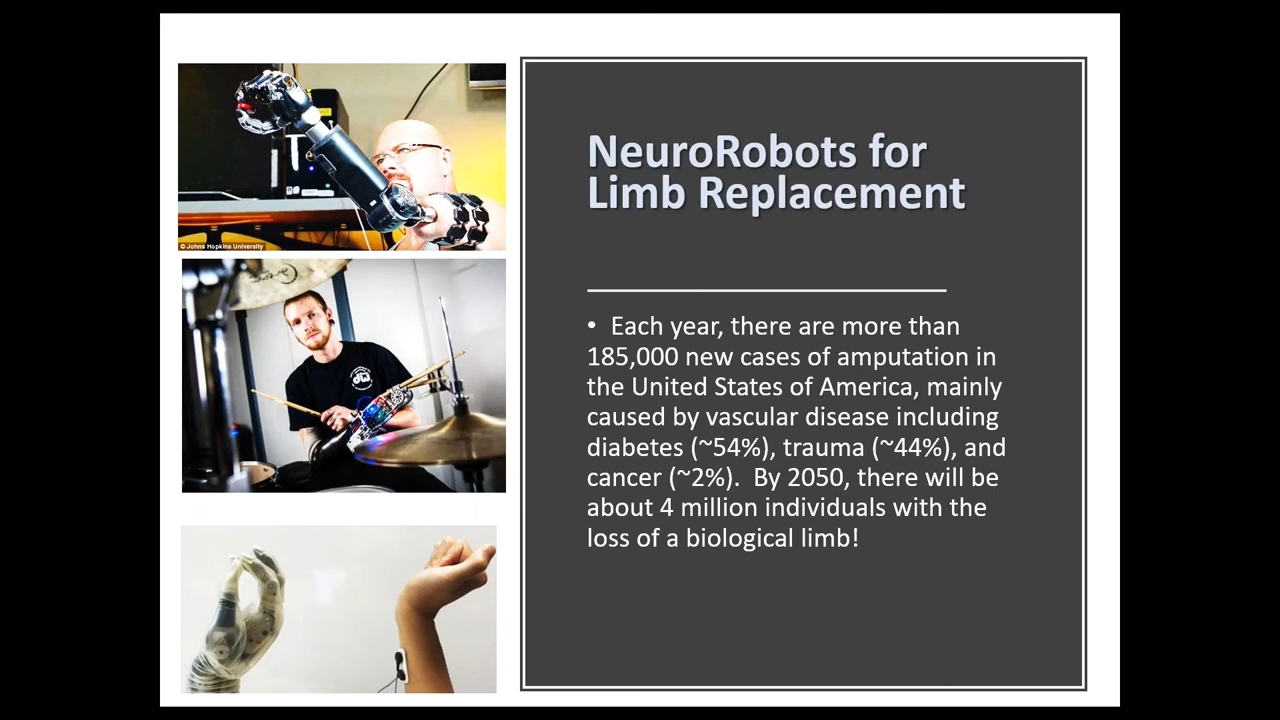 © Johns Hopkins University
dw
NeuroRobots for
Limb Replacement
• Each year, there are more than
185,000 new cases of amputation in
the United States of America, mainly
caused by vascular disease including
diabetes (~54%), trauma (~44%), and
cancer (~2%).  By 2050, there will be
about 4 million individuals with the
loss of a biological limb!